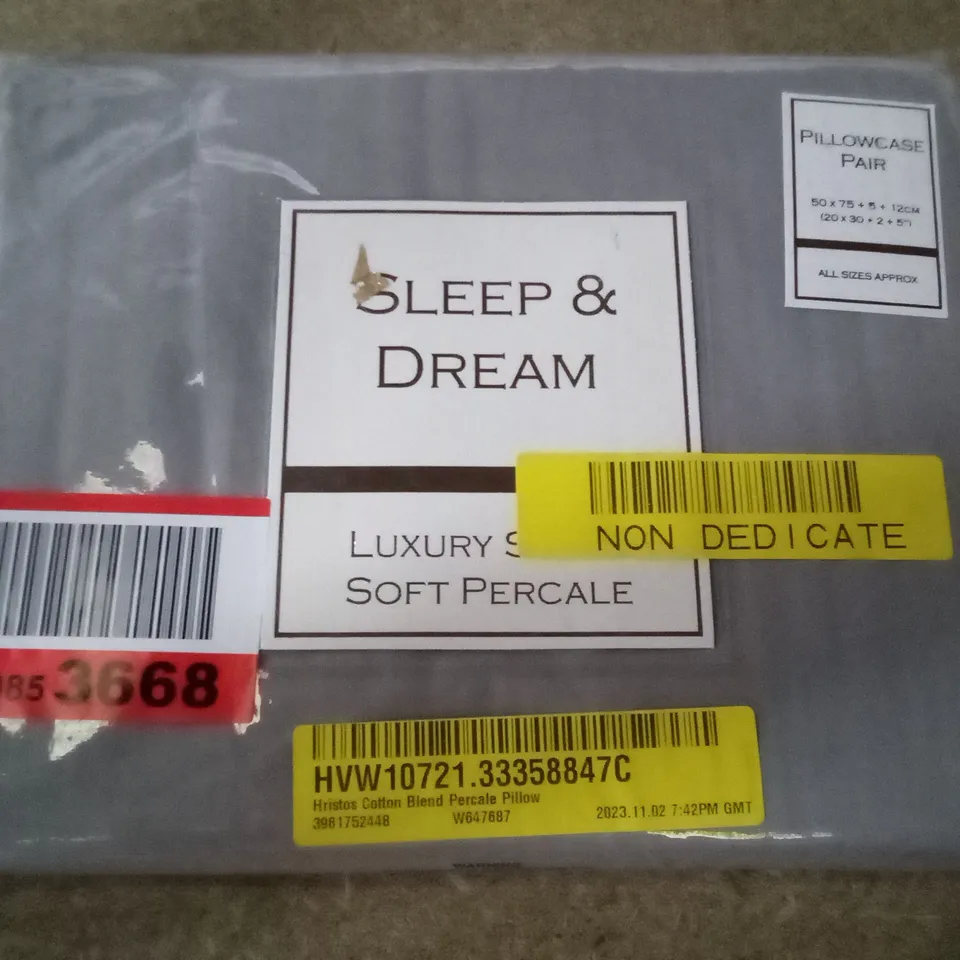 PILLOWCASE
PAIR
50 x 75 + 5 + 12CM
(20 x 30 + 2 + 5")
ALL SIZES APPROX
SLEEP &
DREAM
LUXURY S
SOFT PERCALE
NON DEDICATE
85 3668
HVW10721.33358847C
Hristos Cotton Blend Percale Pillow
3981752448 W647687 2023.11.02 7:42PM GMT
WARNING